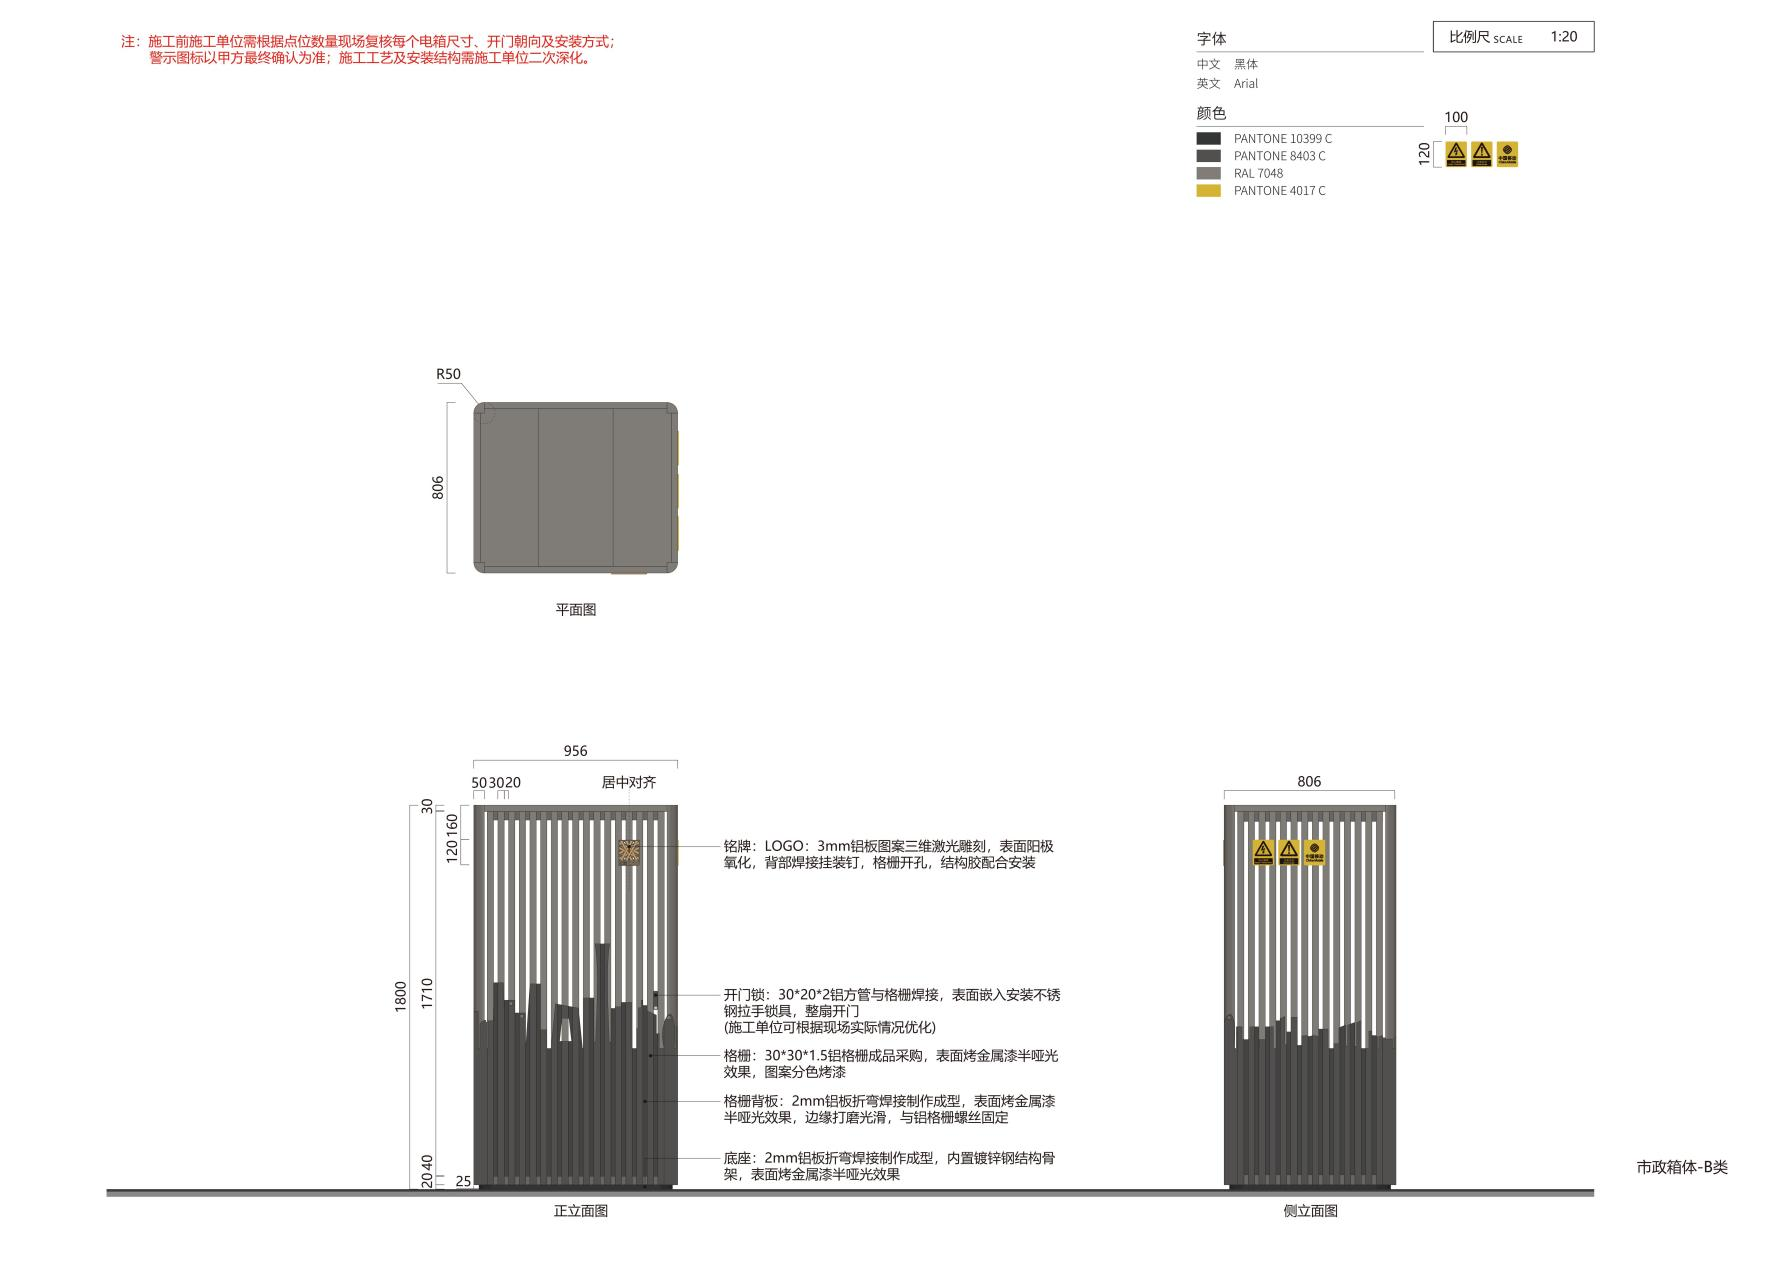 注：施工前施工单位需根据点位数量现场复核每个电箱尺寸、开门朝向及安装方式；
警示图标以甲方最终确认为准；施工工艺及安装结构需施工单位二次深化。
字体
中文 黑体
英文 Arial
比例尺 SCALE 1:20
颜色
PANTONE 10399 C
PANTONE 8403 C
RAL 7048
PANTONE 4017 C
100
120
中国移动
R50
806
平面图
956
50 30 20
居中对齐
30
160
120
1800
1710
40
20
25
铭牌：LOGO：3mm铝板图案三维激光雕刻，表面阳极
氧化，背部焊接挂装钉，格栅开孔，结构胶配合安装
开门锁：30*20*2铝方管与格栅焊接，表面嵌入安装不锈
钢拉手锁具，整扇开门
(施工单位可根据现场实际情况优化)
格栅：30*30*1.5铝格栅成品采购，表面烤金属漆半哑光
效果，图案分色烤漆
格栅背板：2mm铝板折弯焊接制作成型，表面烤金属漆
半哑光效果，边缘打磨光滑，与铝格栅螺丝固定
底座：2mm铝板折弯焊接制作成型，内置镀锌钢结构骨
架，表面烤金属漆半哑光效果
正立面图
806
中国移动
侧立面图
市政箱体-B类